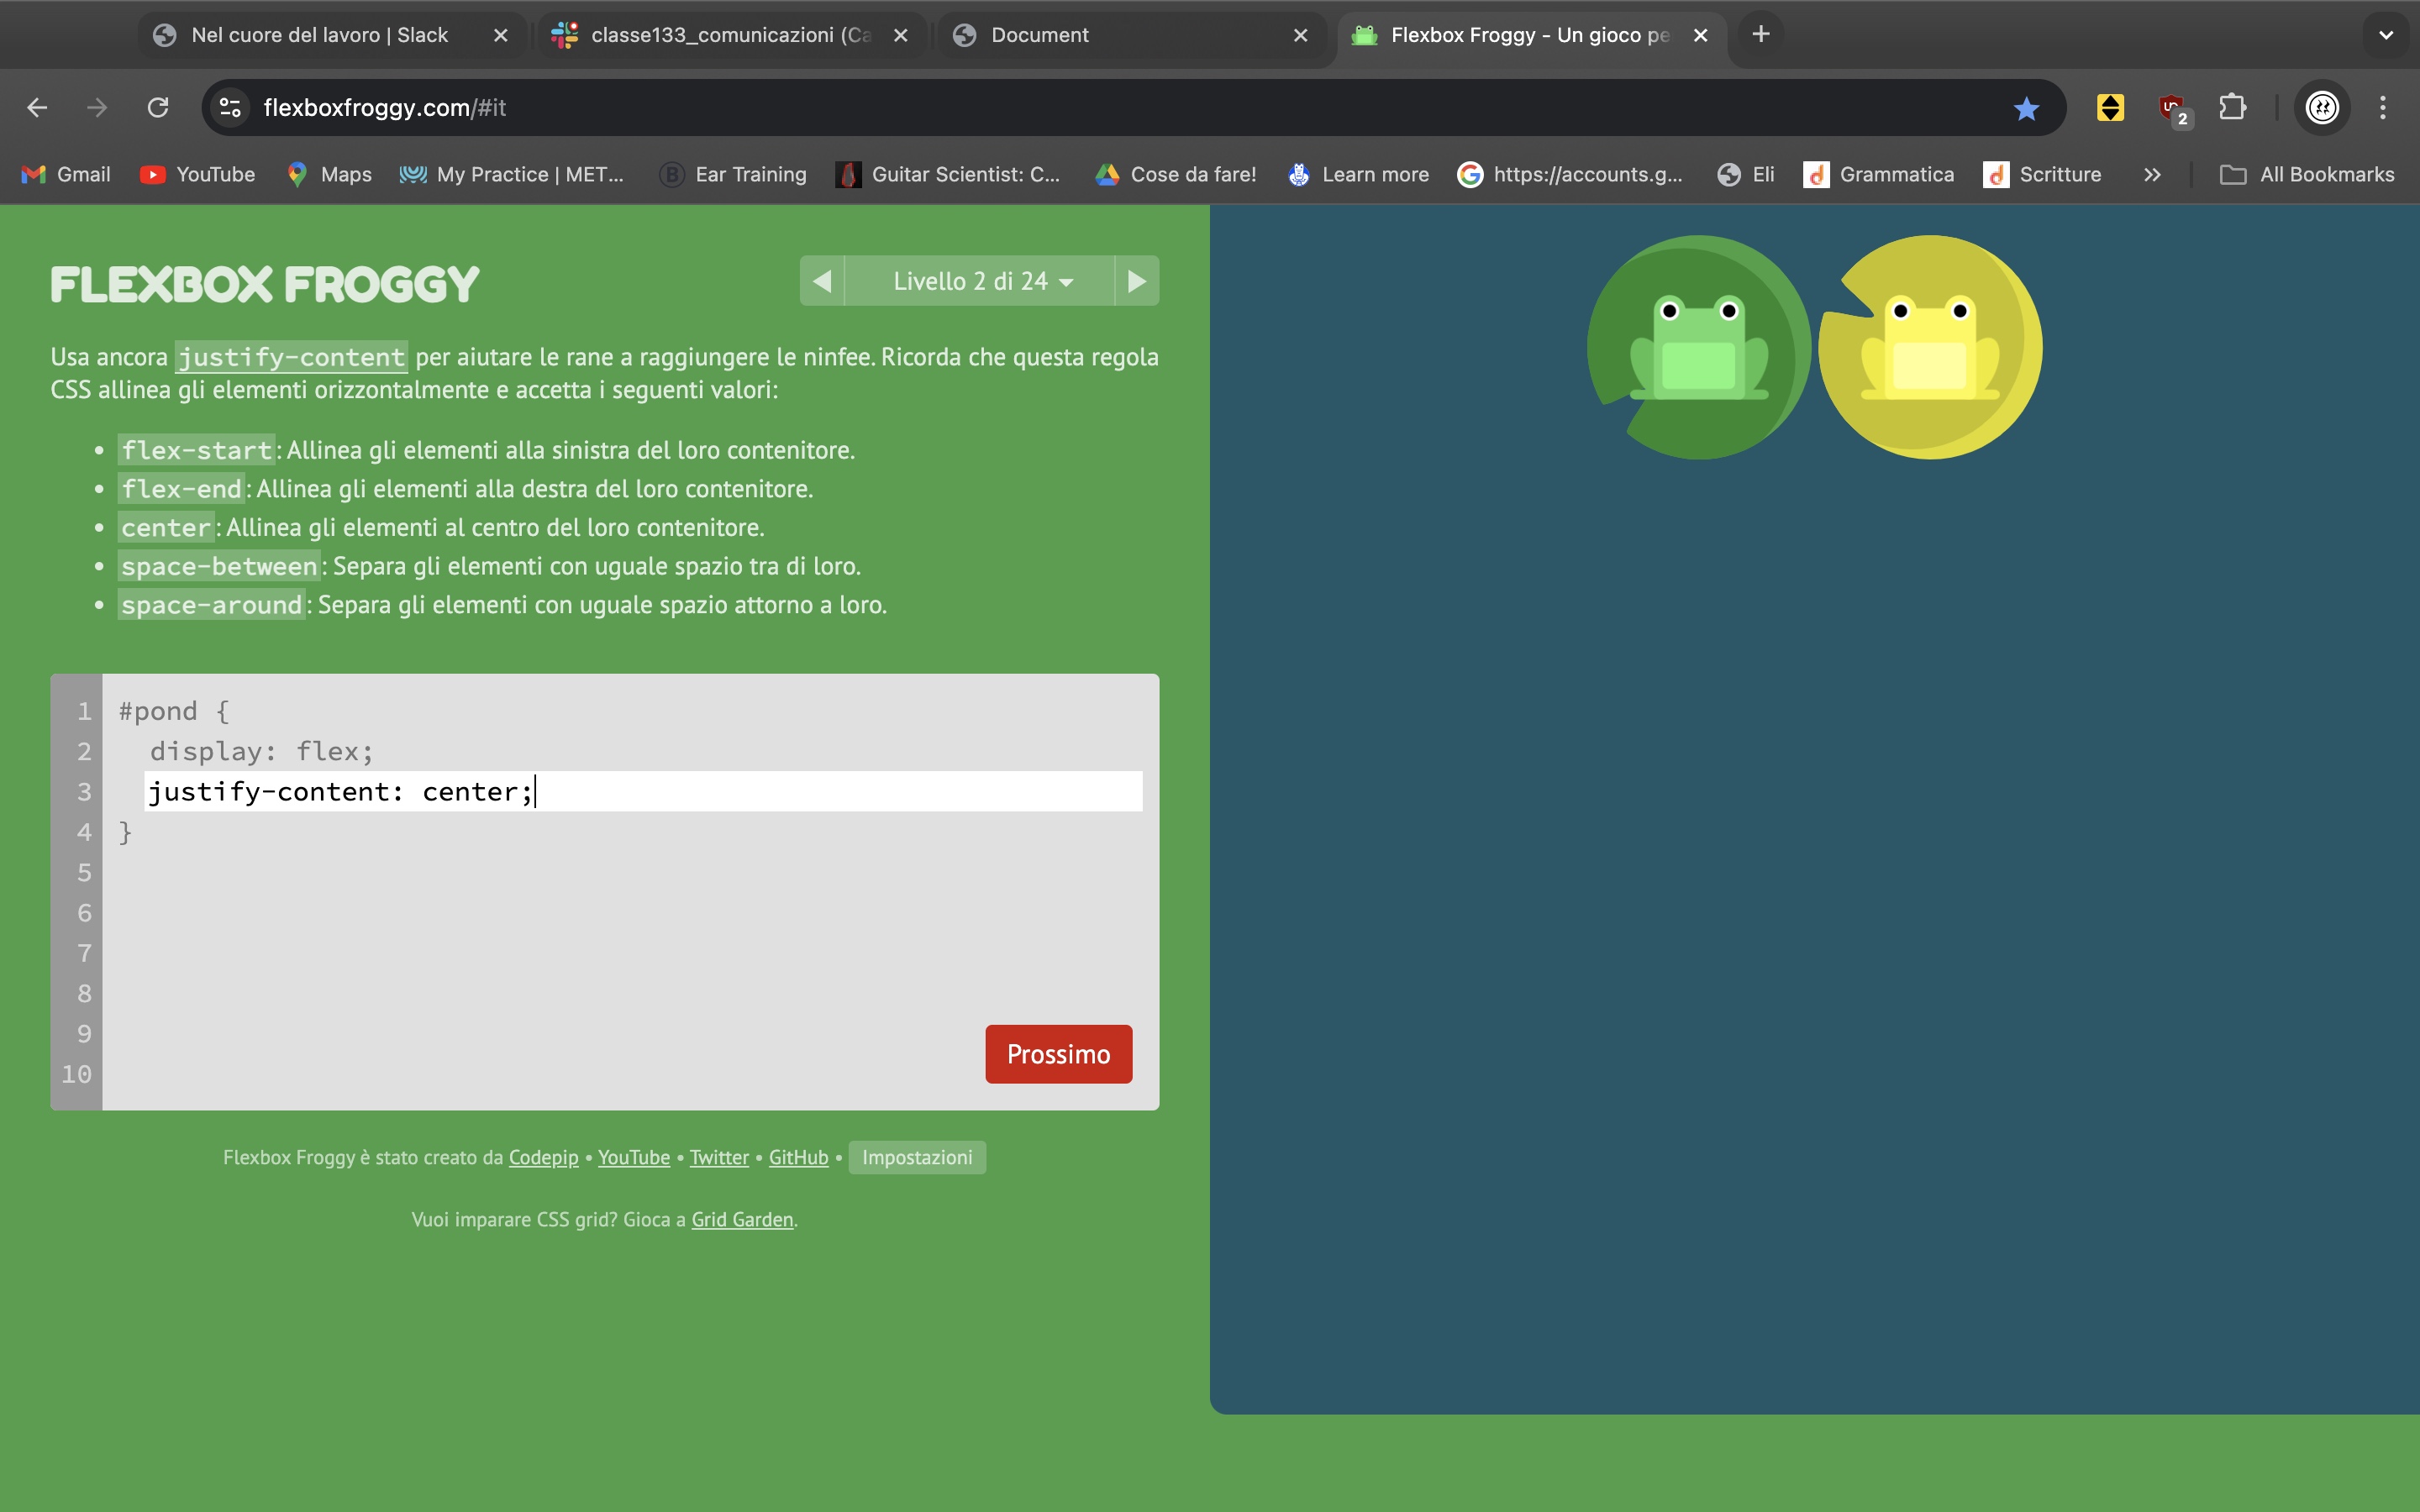 Nel cuore del lavoro | Slack
classe133_comunicazioni (Ca
Document
Flexbox Froggy - Un gioco pe
flexboxfroggy.com/#it
2
Gmail
YouTube
Maps
My Practice | MET...
Ear Training
Guitar Scientist: C...
Cose da fare!
Learn more
https://accounts.g...
Eli
Grammatica
Scritture
All Bookmarks
FLEXBOX FROGGY
Livello 2 di 24
Usa ancora justify-content per aiutare le rane a raggiungere le ninfee. Ricorda che questa regola
CSS allinea gli elementi orizzontalmente e accetta i seguenti valori:
• flex-start: Allinea gli elementi alla sinistra del loro contenitore.
• flex-end: Allinea gli elementi alla destra del loro contenitore.
• center: Allinea gli elementi al centro del loro contenitore.
• space-between: Separa gli elementi con uguale spazio tra di loro.
• space-around: Separa gli elementi con uguale spazio attorno a loro.
1 #pond {
2 display: flex;
3 justify-content: center;
4 }
5
6
7
8
9
10
Prossimo
Flexbox Froggy è stato creato da Codepip • YouTube • Twitter • GitHub • Impostazioni
Vuoi imparare CSS grid? Gioca a Grid Garden.